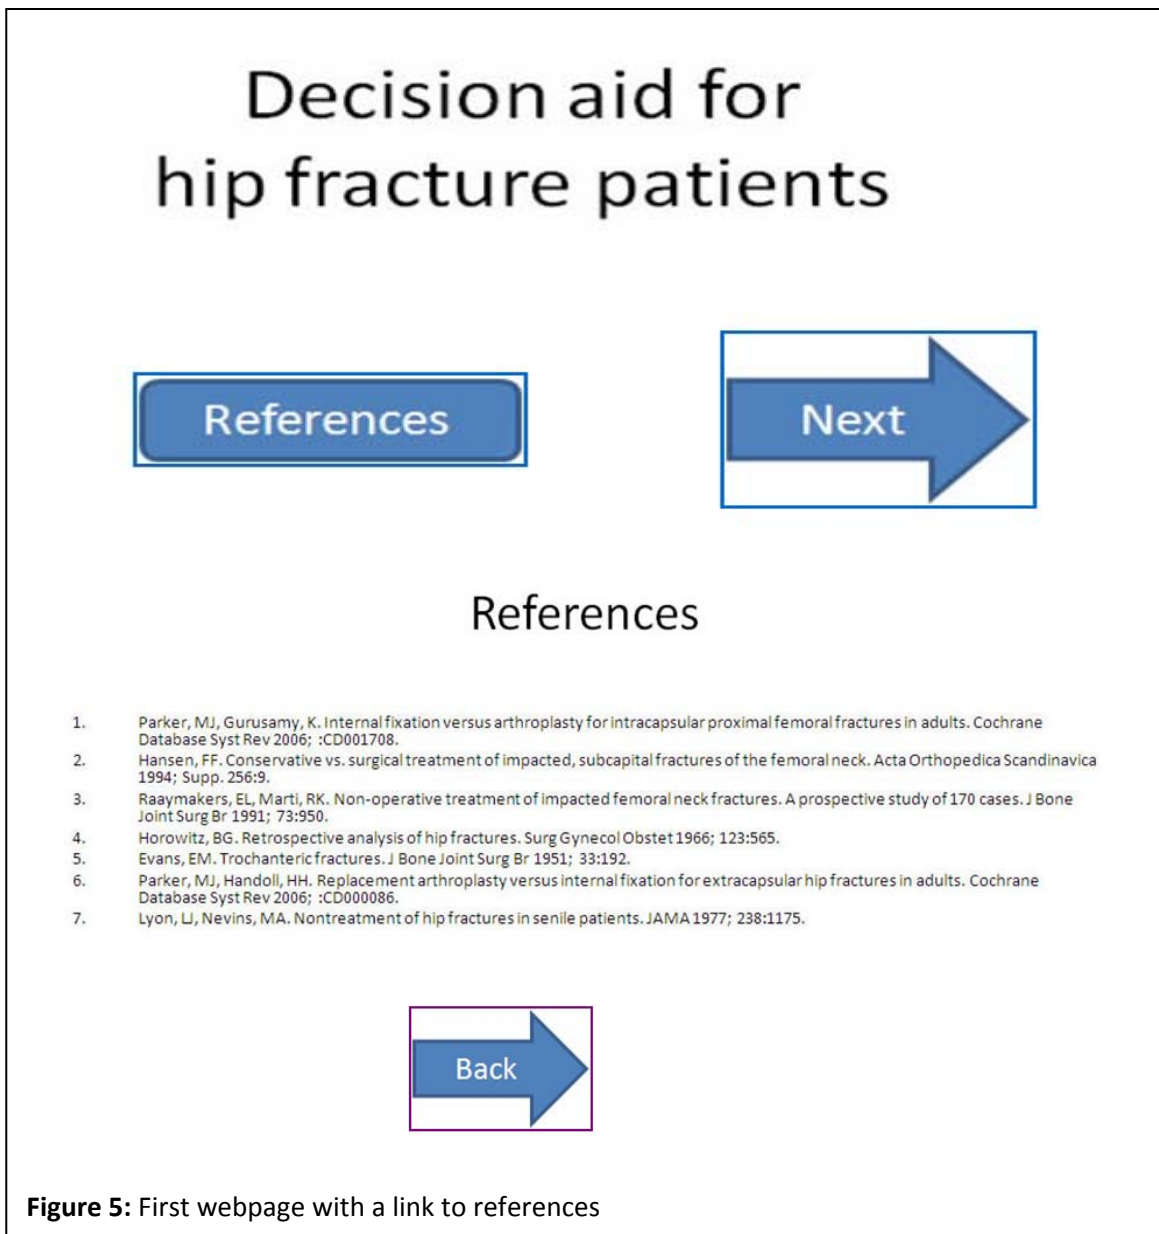 Decision aid for
hip fracture patients
References
Next
References
1. Parker, MJ, Gurusamy, K. Internal fixation versus arthroplasty for intracapsular proximal femoral fractures in adults. Cochrane
Database Syst Rev 2006; :CD001708.
2. Hansen, FF. Conservative vs. surgical treatment of impacted, subcapital fractures of the femoral neck. Acta Orthopedica Scandinavica
1994; Supp. 256:9.
3. Raaymakers, EL, Marti, RK. Non-operative treatment of impacted femoral neck fractures. A prospective study of 170 cases. J Bone
Joint Surg Br 1991; 73:950.
4. Horowitz, BG. Retrospective analysis of hip fractures. Surg Gynecol Obstet 1966; 123:565.
5. Evans, EM. Trochanteric fractures. J Bone Joint Surg Br 1951; 33:192.
6. Parker, MJ, Handoll, HH. Replacement arthroplasty versus internal fixation for extracapsular hip fractures in adults. Cochrane
Database Syst Rev 2006; :CD000086.
7. Lyon, LJ, Nevins, MA. Nontreatment of hip fractures in senile patients. JAMA 1977; 238:1175.
Back
Figure 5: First webpage with a link to references